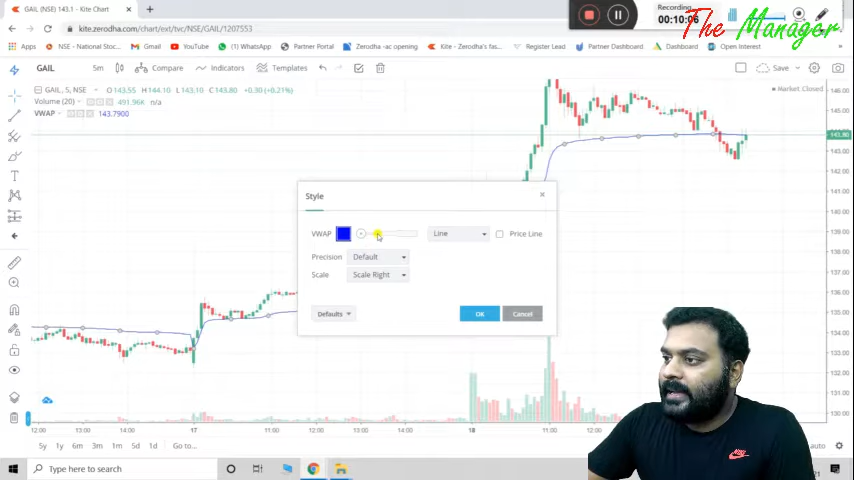 GAIL (NSE) 143.1 - Kite Chart
Recording
00:10:06
The Manager
kite.zerodha.com/chart/ext/tvc/NSE/GAIL/1207553
Apps
NSE - National Stoc
Gmail
YouTube
(1) WhatsApp
Partner Portal
Zerodha -ac opening
Kite - Zerodha's fas
Register Lead
Partner Dashboard
Dashboard
Open Interest
GAIL
5m
Compare
Indicators
Templates
Save
GAIL, 5, NSE
O 143.55 H 144.10 L 143.10 C 143.80 +0.30 (+0.21%)
Market Closed
Volume (20)
491.96K n/a
VWAP
143.7900
146.00
145.00
143.80
142.00
141.00
140.00
139.00
138.00
137.00
136.00
135.00
134.00
133.00
132.00
131.00
130.00
Style
VWAP
Line
Price Line
Precision
Default
Scale
Scale Right
Defaults
OK
Cancel
12:00
13:00
14:00
17
11:00
12:00
13:00
14:00
18
11:00
12:00
5y
1y
6m
3m
1m
5d
1d
Go to...
auto
Type here to search